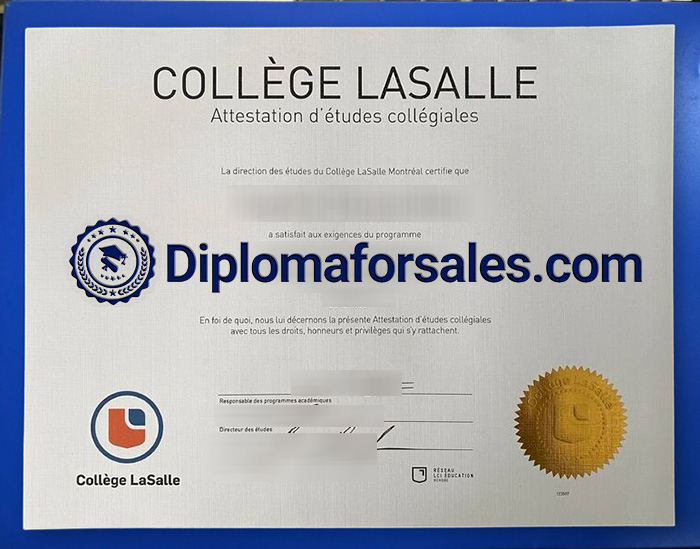 COLLÈGE LASALLE
Attestation d'études collégiales
La direction des études du Collège LaSalle Montréal certifie que
a satisfait aux exigences du programme
Diplomaforsales.com
En foi de quoi, nous lui décernons la présente Attestation d'études collégiales
avec tous les droits, honneurs et privilèges qui s'y rattachent.
Responsable des programmes académiques
Directeur des études
Collège LaSalle
RÉSEAU
LCI EDUCATION
MEMBRE